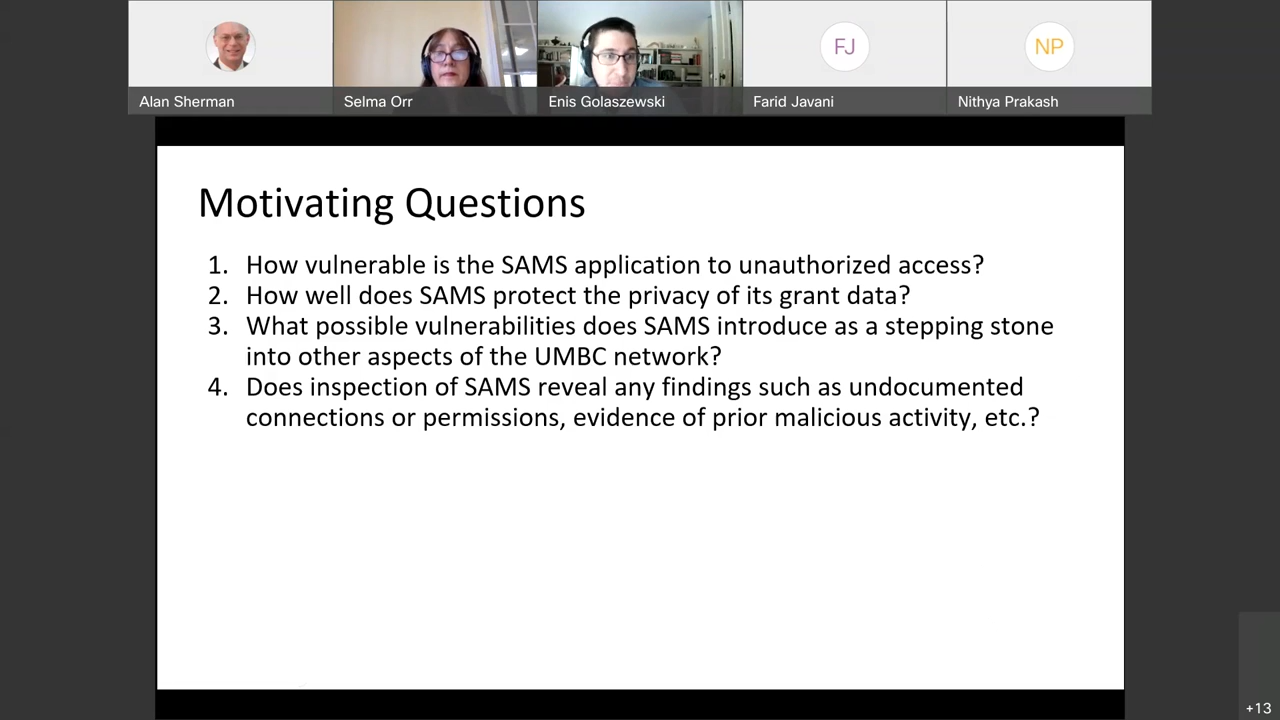 Alan Sherman
Selma Orr
Enis Golaszewski
FJ
Farid Javani
NP
Nithya Prakash
Motivating Questions
1. How vulnerable is the SAMS application to unauthorized access?
2. How well does SAMS protect the privacy of its grant data?
3. What possible vulnerabilities does SAMS introduce as a stepping stone
into other aspects of the UMBC network?
4. Does inspection of SAMS reveal any findings such as undocumented
connections or permissions, evidence of prior malicious activity, etc.?
+13